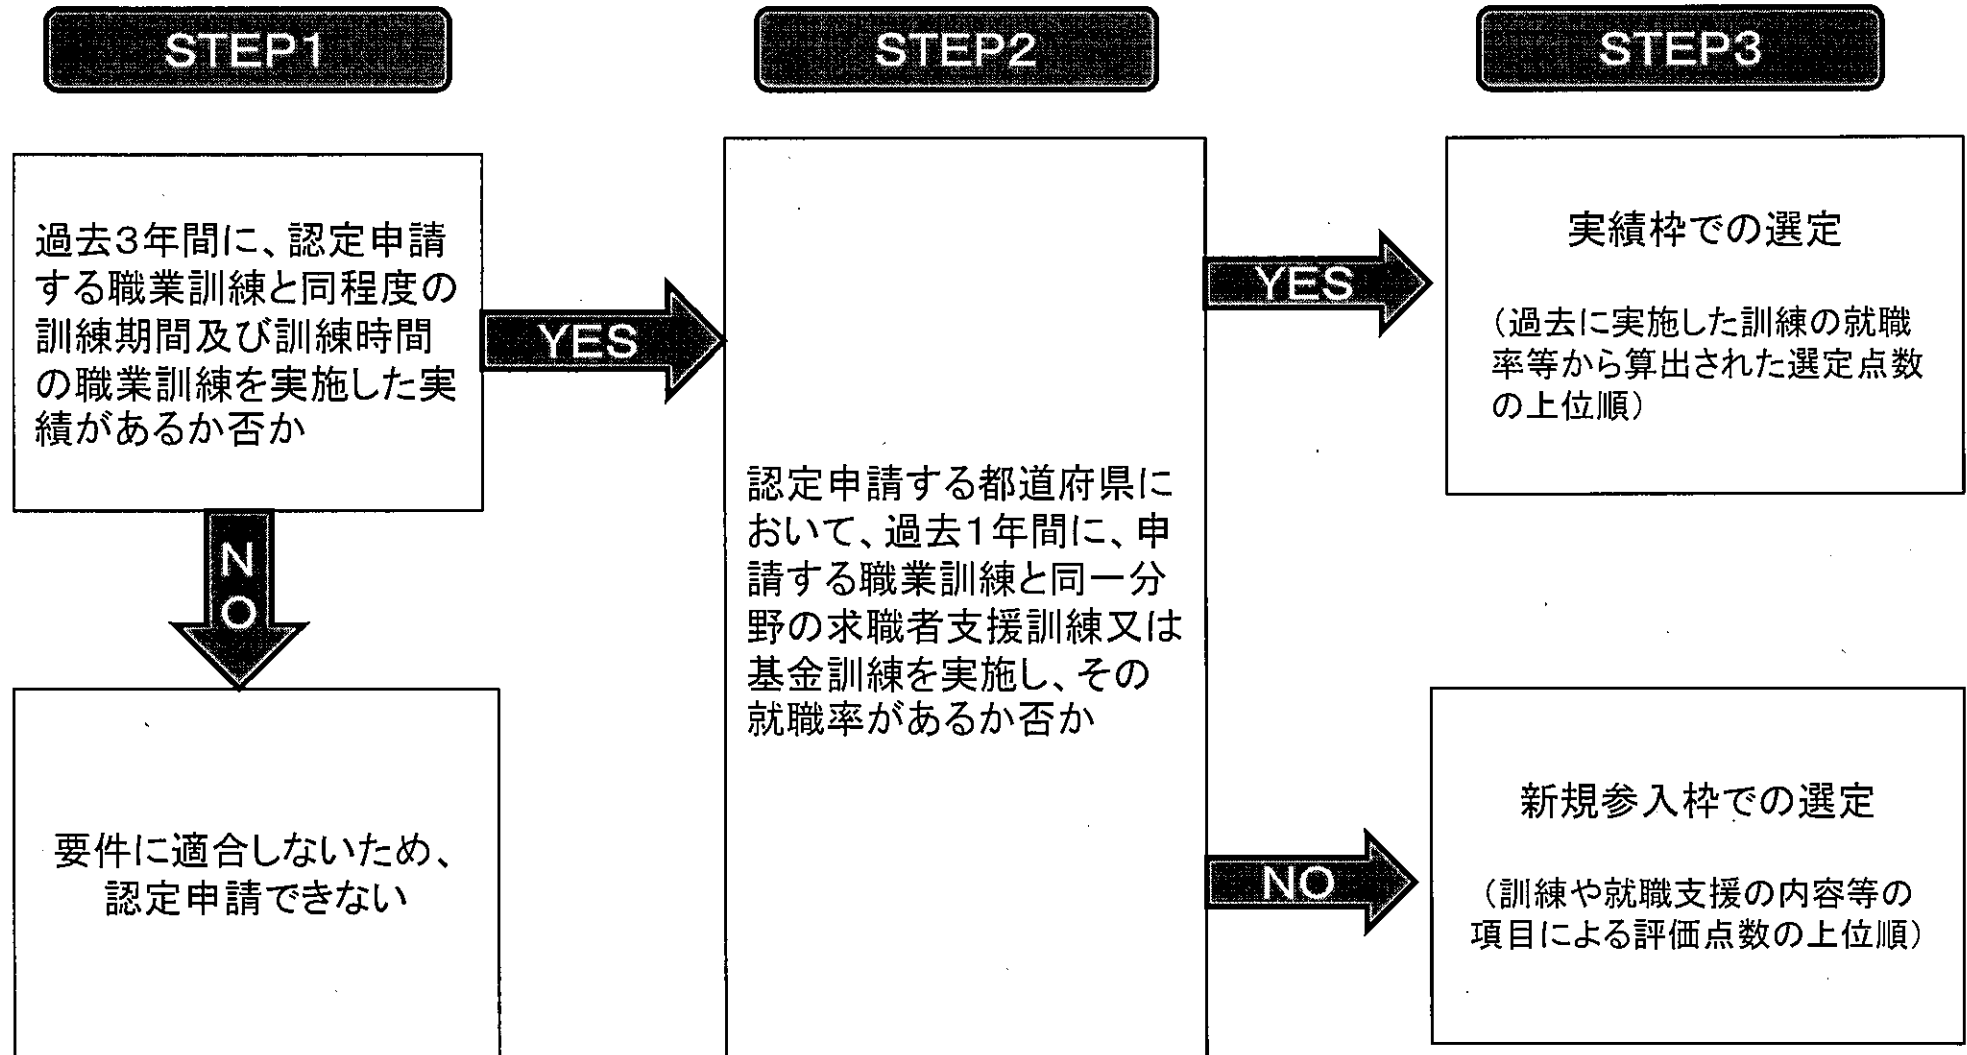 STEP1
過去3年間に、認定申請
する職業訓練と同程度の
訓練期間及び訓練時間
の職業訓練を実施した実
績があるか否か
YES
NO
要件に適合しないため、
認定申請できない
STEP2
認定申請する都道府県に
おいて、過去1年間に、申
請する職業訓練と同一分
野の求職者支援訓練又は
基金訓練を実施し、その
就職率があるか否か
YES
NO
STEP3
実績枠での選定
（過去に実施した訓練の就職
率等から算出された選定点数
の上位順）
新規参入枠での選定
（訓練や就職支援の内容等の
項目による評価点数の上位順）